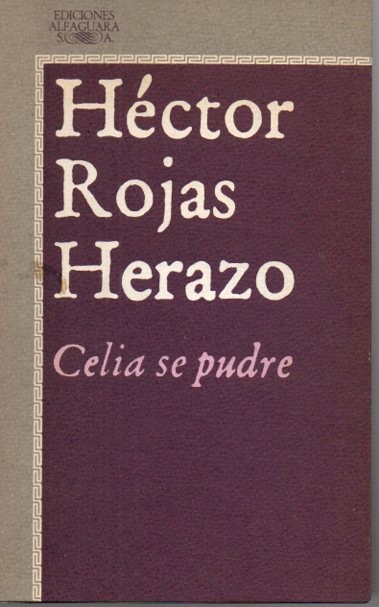 EDICIONES
ALFAGUARA
S. A.
Héctor
Rojas
Herazo
Celia se pudre